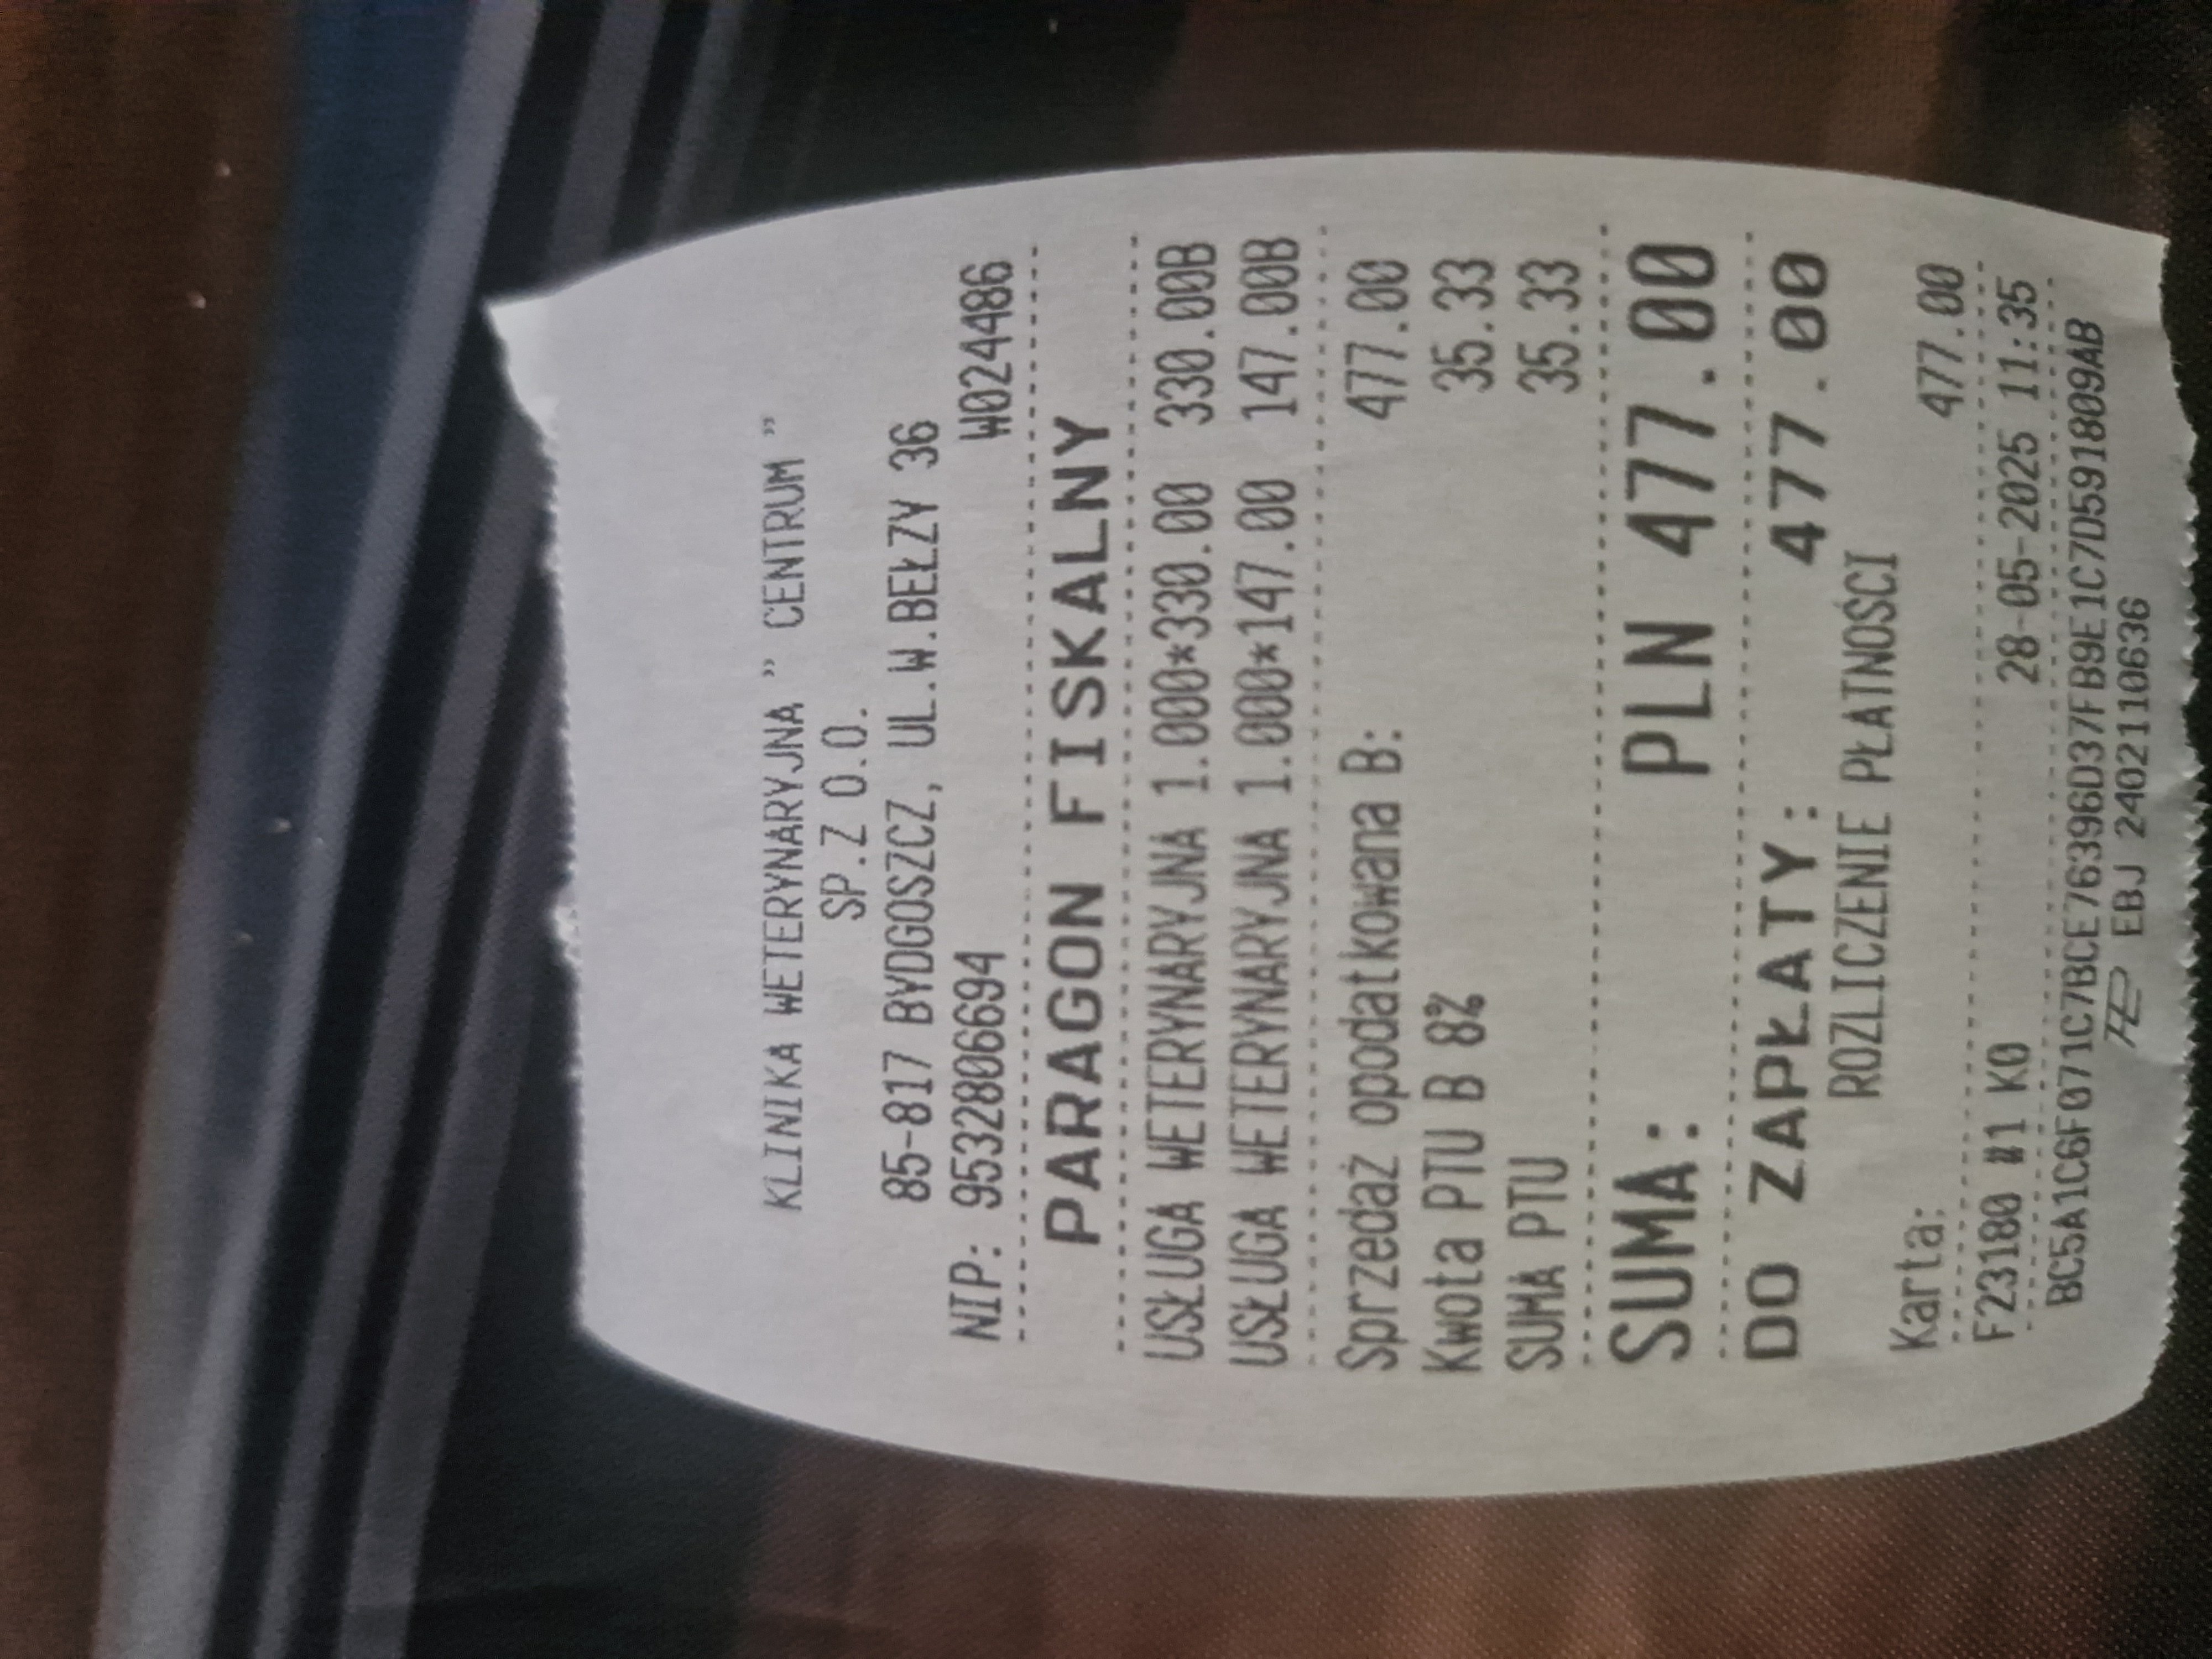 KLINIKA WETERYNARYJNA " CENTRUM "
SP.Z O.O.
85-817 BYDGOSZCZ, UL.W.BEŁZY 36
NIP: 9532806694 W024486
PARAGON FISKALNY
USŁUGA WETERYNARYJNA 1.000*330.00 330.00B
USŁUGA WETERYNARYJNA 1.000*147.00 147.00B
Sprzedaż opodatkowana B: 477.00
Kwota PTU B 8% 35.33
SUMA PTU 35.33
SUMA: PLN 477.00
DO ZAPŁATY: 477.00
ROZLICZENIE PŁATNOŚCI
Karta: 477.00
F23180 #1 K0 28-05-2025 11:35
BC5A1C6F071C7BCE76396D37FB9E1C7D591809AB
EBJ 2402110636